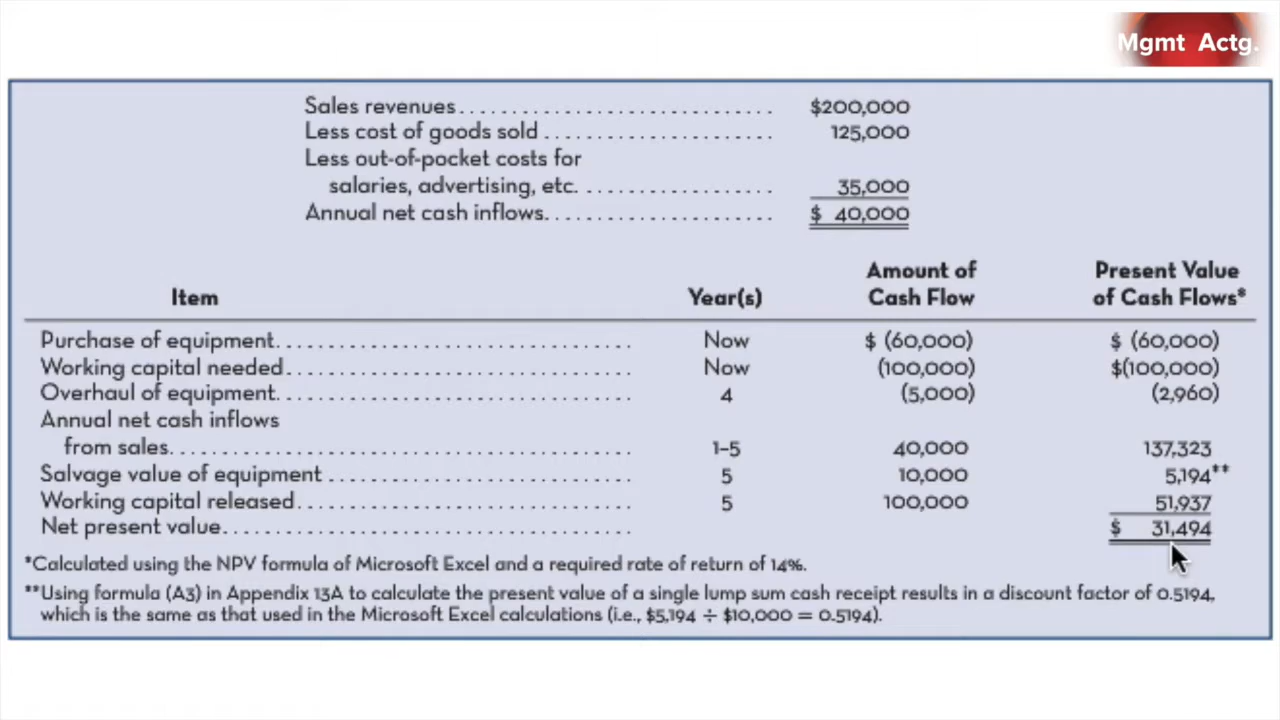 Mgmt Actg.
Sales revenues.............................. $200,000
Less cost of goods sold...................... 125,000
Less out-of-pocket costs for
salaries, advertising, etc................... 35,000
Annual net cash inflows...................... $ 40,000
Item Year(s) Amount of Cash Flow Present Value of Cash Flows*
Purchase of equipment................................. Now $ (60,000) $ (60,000)
Working capital needed................................ Now (100,000) $(100,000)
Overhaul of equipment................................. 4 (5,000) (2,960)
Annual net cash inflows
from sales............................................ 1–5 40,000 137,323
Salvage value of equipment............................ 5 10,000 5,194**
Working capital released.............................. 5 100,000 51,937
Net present value..................................... $ 31,494
*Calculated using the NPV formula of Microsoft Excel and a required rate of return of 14%.
**Using formula (A3) in Appendix 13A to calculate the present value of a single lump sum cash receipt results in a discount factor of 0.5194,
which is the same as that used in the Microsoft Excel calculations (i.e., $5,194 ÷ $10,000 = 0.5194).